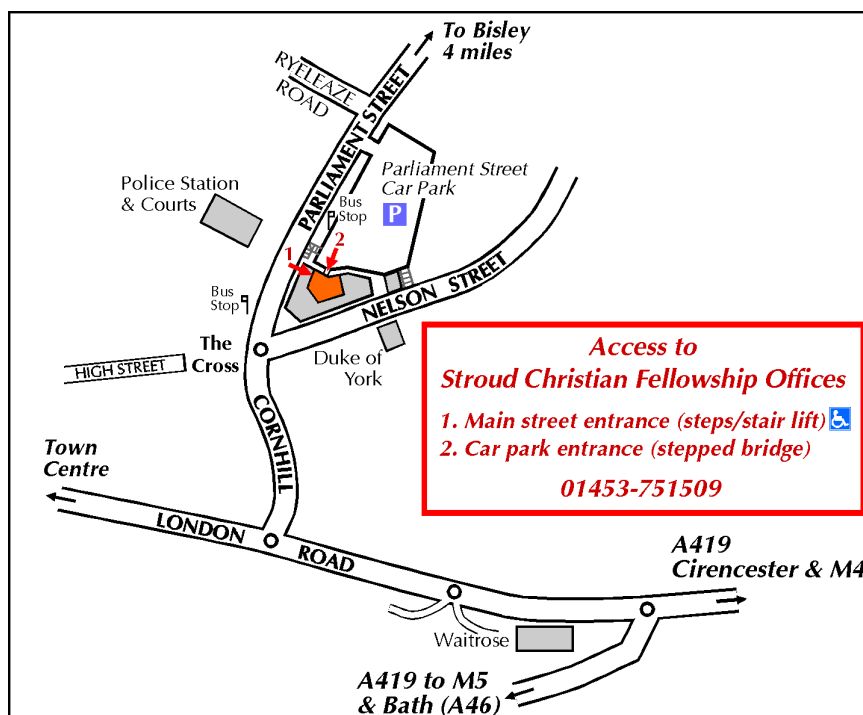 To Bisley
4 miles
RYELEAZE
ROAD
PARLIAMENT STREET
Parliament Street
Car Park
P
Police Station
& Courts
Bus
Stop
1
2
Bus
Stop
NELSON STREET
The
Cross
HIGH STREET
Duke of
York
CORNHILL
Access to
Stroud Christian Fellowship Offices
1. Main street entrance (steps/stair lift)
2. Car park entrance (stepped bridge)
01453-751509
Town
Centre
LONDON ROAD
A419
Cirencester & M4
Waitrose
A419 to M5
& Bath (A46)